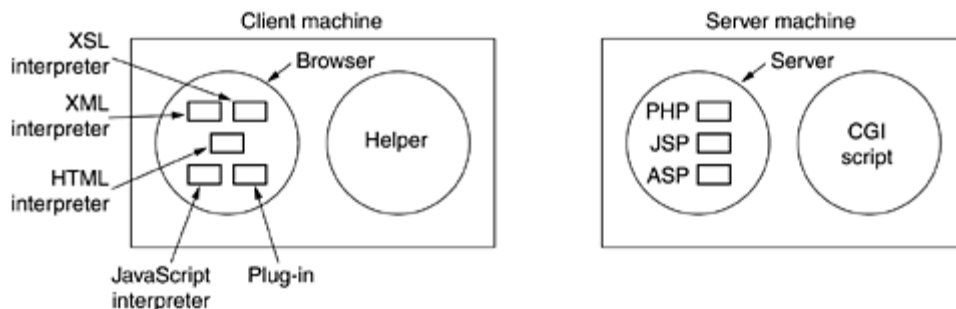 Client machine
Server machine
XSL
interpreter
XML
interpreter
HTML
interpreter
JavaScript
interpreter
Plug-in
Browser
Helper
Server
PHP
JSP
ASP
CGI
script